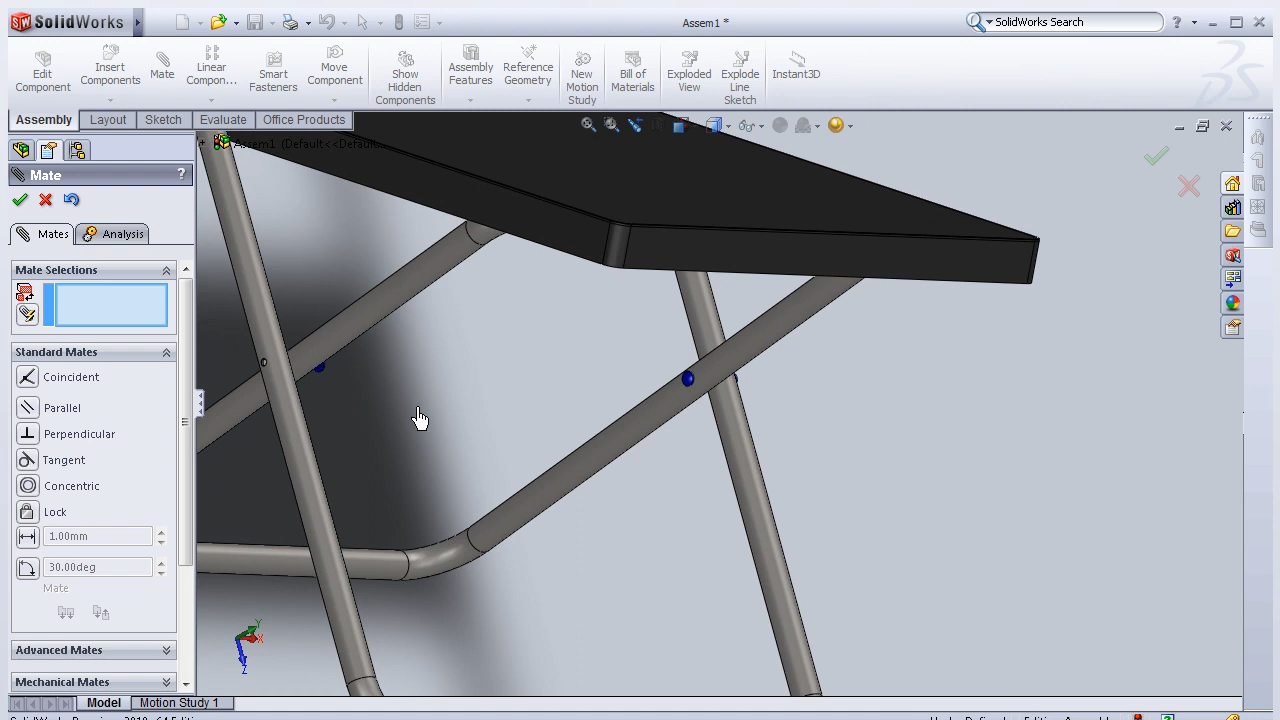 SolidWorks
Assem1 *
SolidWorks Search
Edit Component
Insert Components
Mate
Linear Compon...
Smart Fasteners
Move Component
Show Hidden Components
Assembly Features
Reference Geometry
New Motion Study
Bill of Materials
Exploded View
Explode Line Sketch
Instant3D
Assembly
Layout
Sketch
Evaluate
Office Products
Assem1 (Default<<Default...
Mate
?
Mates
Analysis
Mate Selections
Standard Mates
Coincident
Parallel
Perpendicular
Tangent
Concentric
Lock
1.00mm
30.00deg
Mate
Advanced Mates
Mechanical Mates
Y
X
Z
Model
Motion Study 1